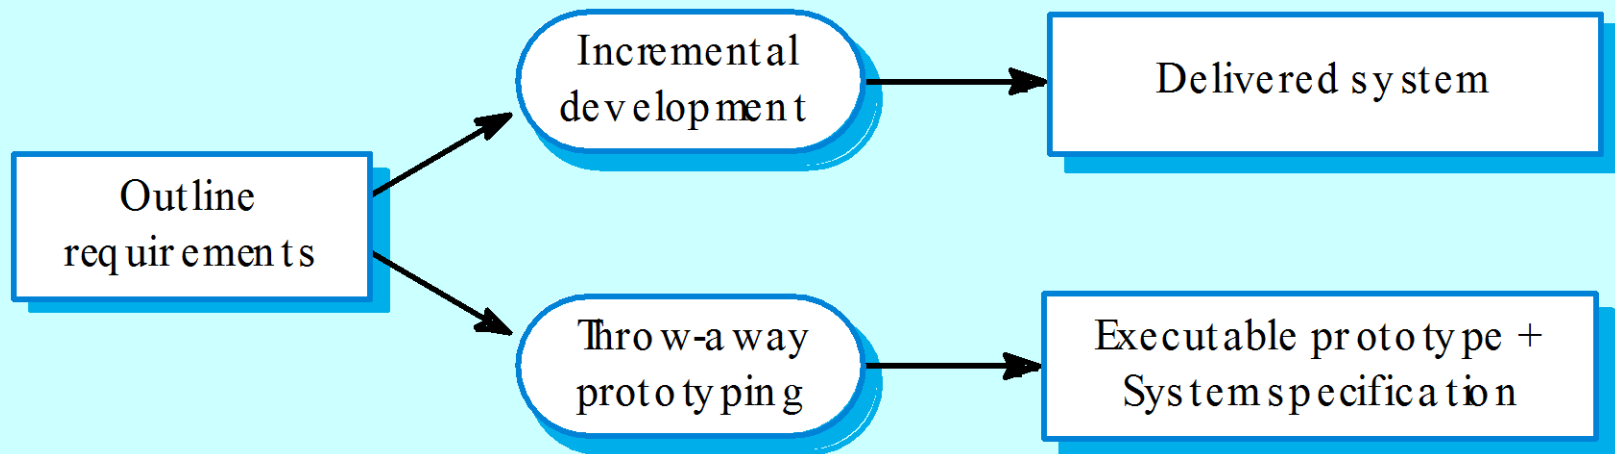 Incremental
development
Delivered system
Outline
requirements
Throw-away
prototyping
Executable prototype +
System specification